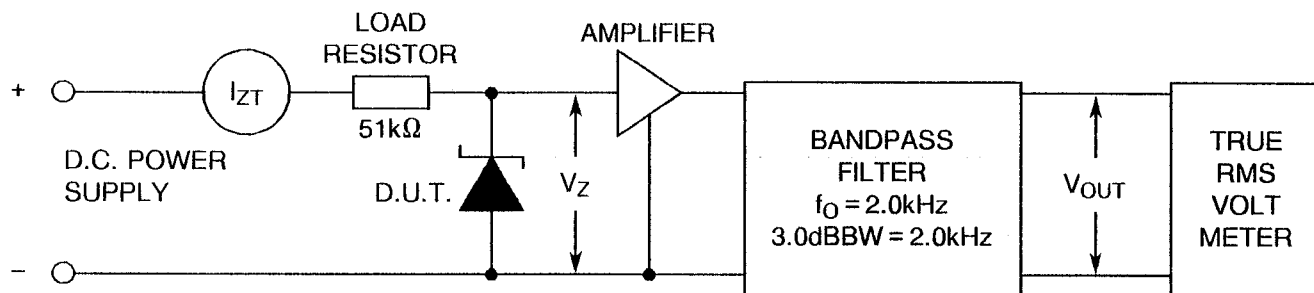 LOAD
RESISTOR
AMPLIFIER
+
I_ZT
51kΩ
D.C. POWER
SUPPLY
D.U.T.
V_Z
BANDPASS
FILTER
f_O = 2.0kHz
3.0dBBW = 2.0kHz
V_OUT
TRUE
RMS
VOLT
METER
–